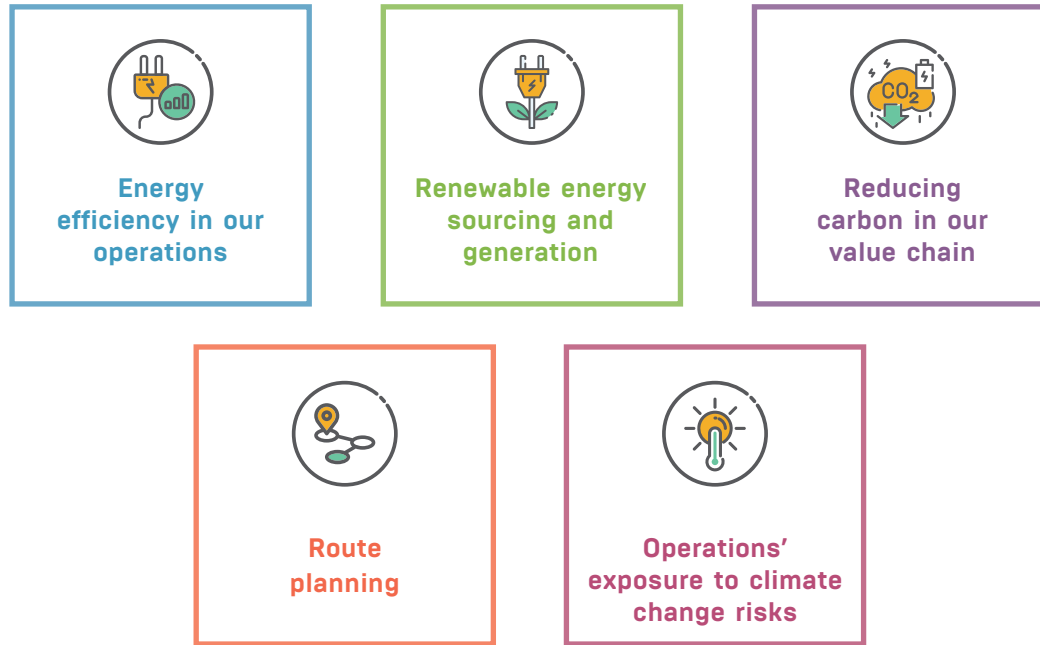 Energy
efficiency in our
operations
Renewable energy
sourcing and
generation
CO2
Reducing
carbon in our
value chain
Route
planning
Operations’
exposure to climate
change risks